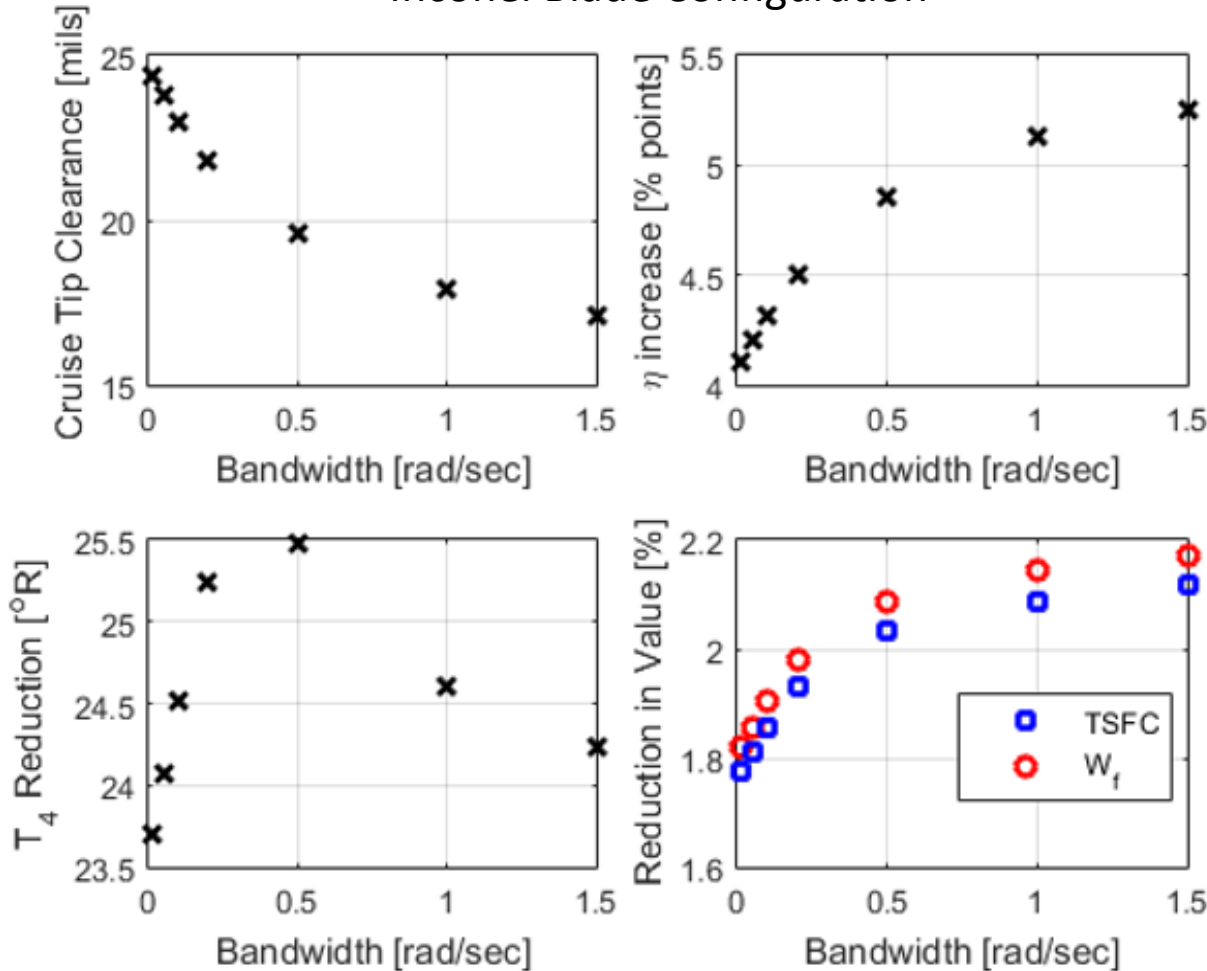 Inconel Blade Configuration
Cruise Tip Clearance [mils]
25
20
15
0 0.5 1 1.5
Bandwidth [rad/sec]
η increase [% points]
5.5
5
4.5
4
0 0.5 1 1.5
Bandwidth [rad/sec]
T4 Reduction [°R]
25.5
25
24.5
24
23.5
0 0.5 1 1.5
Bandwidth [rad/sec]
Reduction in Value [%]
2.2
2
1.8
1.6
0 0.5 1 1.5
Bandwidth [rad/sec]
TSFC
Wf